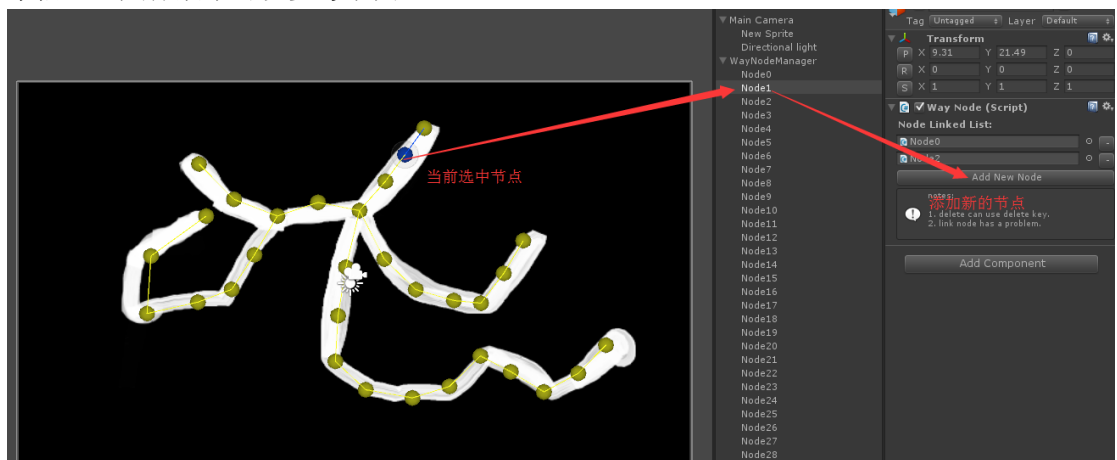 Main Camera
New Sprite
Directional light
WayNodeManager
Node0
Node1
Node2
Node3
Node4
Node5
Node6
Node7
Node8
Node9
Node10
Node11
Node12
Node13
Node14
Node15
Node16
Node17
Node18
Node19
Node20
Node21
Node22
Node23
Node24
Node25
Node26
Node27
Node28
当前选中节点
Tag Untagged Layer Default
Transform
P X 9.31 Y 21.49 Z 0
R X 0 Y 0 Z 0
S X 1 Y 1 Z 1
Way Node (Script)
Node Linked List:
Node0
Node2
Add New Node
notes:
添加新的节点
1. delete can use delete key.
2. link node has a problem.
Add Component